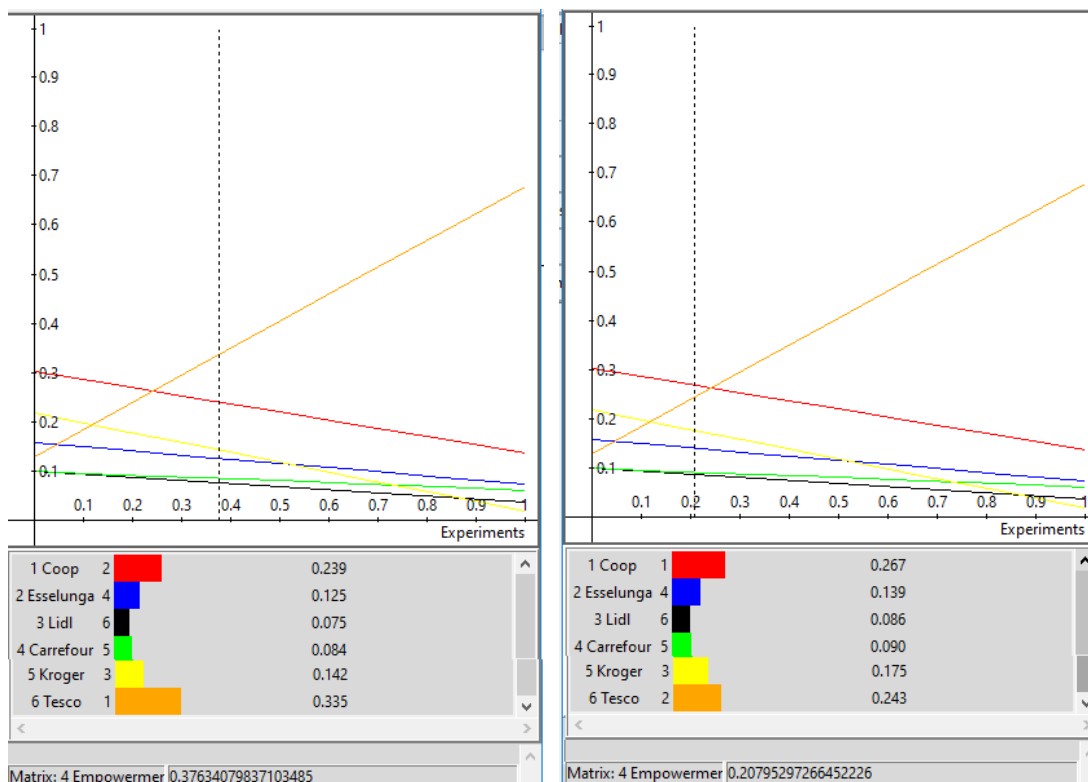 1
0.9
0.8
0.7
0.6
0.5
0.4
0.3
0.2
0.1
0.1 0.2 0.3 0.4 0.5 0.6 0.7 0.8 0.9 1
Experiments
1 Coop 2 0.239
2 Esselunga 4 0.125
3 Lidl 6 0.075
4 Carrefour 5 0.084
5 Kroger 3 0.142
6 Tesco 1 0.335
Matrix: 4 Empowermer 0.37634079837103485
1
0.9
0.8
0.7
0.6
0.5
0.4
0.3
0.2
0.1
0.1 0.2 0.3 0.4 0.5 0.6 0.7 0.8 0.9 1
Experiments
1 Coop 1 0.267
2 Esselunga 4 0.139
3 Lidl 6 0.086
4 Carrefour 5 0.090
5 Kroger 3 0.175
6 Tesco 2 0.243
Matrix: 4 Empowermer 0.20795297266452226